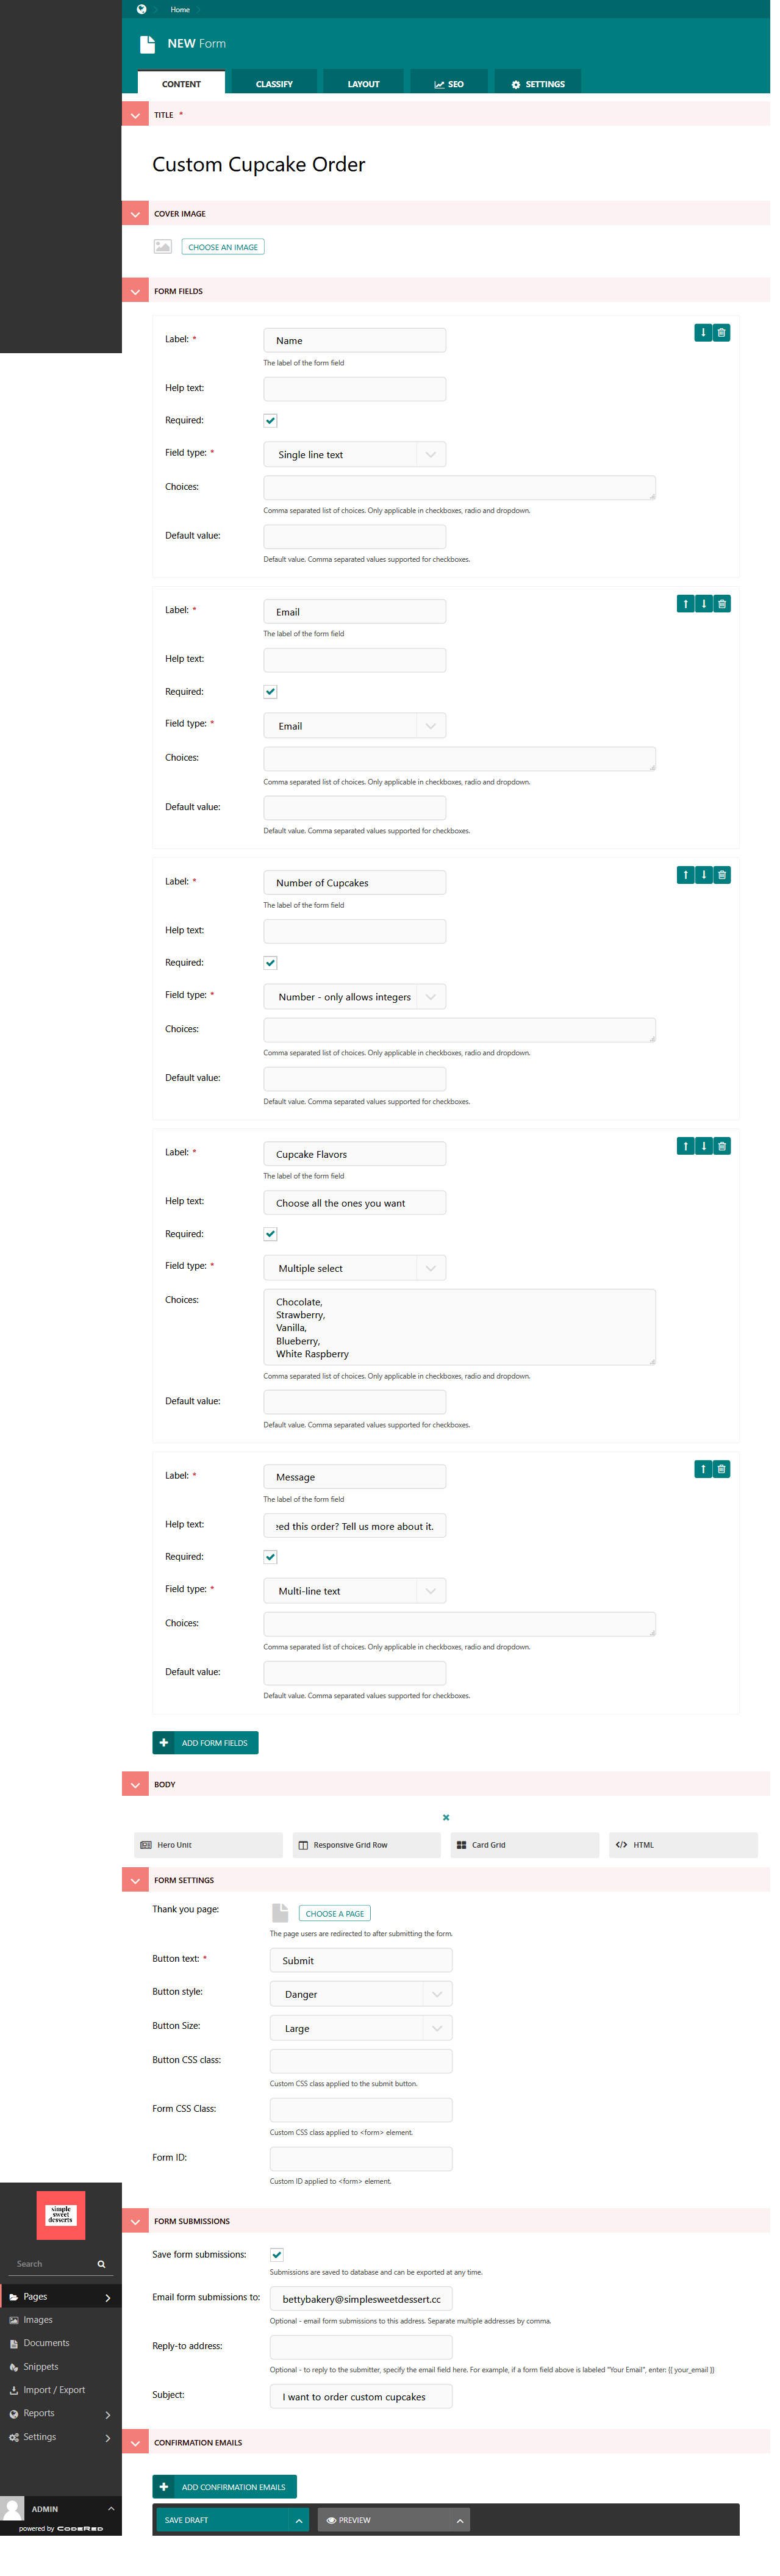 Home
NEW Form
CONTENT
CLASSIFY
LAYOUT
SEO
SETTINGS
TITLE *
Custom Cupcake Order
COVER IMAGE
CHOOSE AN IMAGE
FORM FIELDS
Label: *
Name
The label of the form field
Help text:
Required:
Field type: *
Single line text
Choices:
Comma separated list of choices. Only applicable in checkboxes, radio and dropdown.
Default value:
Default value. Comma separated values supported for checkboxes.
Label: *
Email
The label of the form field
Help text:
Required:
Field type: *
Email
Choices:
Comma separated list of choices. Only applicable in checkboxes, radio and dropdown.
Default value:
Default value. Comma separated values supported for checkboxes.
Label: *
Number of Cupcakes
The label of the form field
Help text:
Required:
Field type: *
Number - only allows integers
Choices:
Comma separated list of choices. Only applicable in checkboxes, radio and dropdown.
Default value:
Default value. Comma separated values supported for checkboxes.
Label: *
Cupcake Flavors
The label of the form field
Help text:
Choose all the ones you want
Required:
Field type: *
Multiple select
Choices:
Chocolate,
Strawberry,
Vanilla,
Blueberry,
White Raspberry
Comma separated list of choices. Only applicable in checkboxes, radio and dropdown.
Default value:
Default value. Comma separated values supported for checkboxes.
Label: *
Message
The label of the form field
Help text:
eed this order? Tell us more about it.
Required:
Field type: *
Multi-line text
Choices:
Comma separated list of choices. Only applicable in checkboxes, radio and dropdown.
Default value:
Default value. Comma separated values supported for checkboxes.
ADD FORM FIELDS
BODY
Hero Unit
Responsive Grid Row
Card Grid
HTML
FORM SETTINGS
Thank you page:
CHOOSE A PAGE
The page users are redirected to after submitting the form.
Button text: *
Submit
Button style:
Danger
Button Size:
Large
Button CSS class:
Custom CSS class applied to the submit button.
Form CSS Class:
Custom CSS class applied to <form> element.
Form ID:
Custom ID applied to <form> element.
simple
sweet
desserts
Search
Pages
Images
Documents
Snippets
Import / Export
Reports
Settings
ADMIN
powered by CODERED
FORM SUBMISSIONS
Save form submissions:
Submissions are saved to database and can be exported at any time.
Email form submissions to:
bettybakery@simplesweetdessert.cc
Optional - email form submissions to this address. Separate multiple addresses by comma.
Reply-to address:
Optional - to reply to the submitter, specify the email field here. For example, if a form field above is labeled "Your Email", enter: {{ your_email }}
Subject:
I want to order custom cupcakes
CONFIRMATION EMAILS
ADD CONFIRMATION EMAILS
SAVE DRAFT
PREVIEW